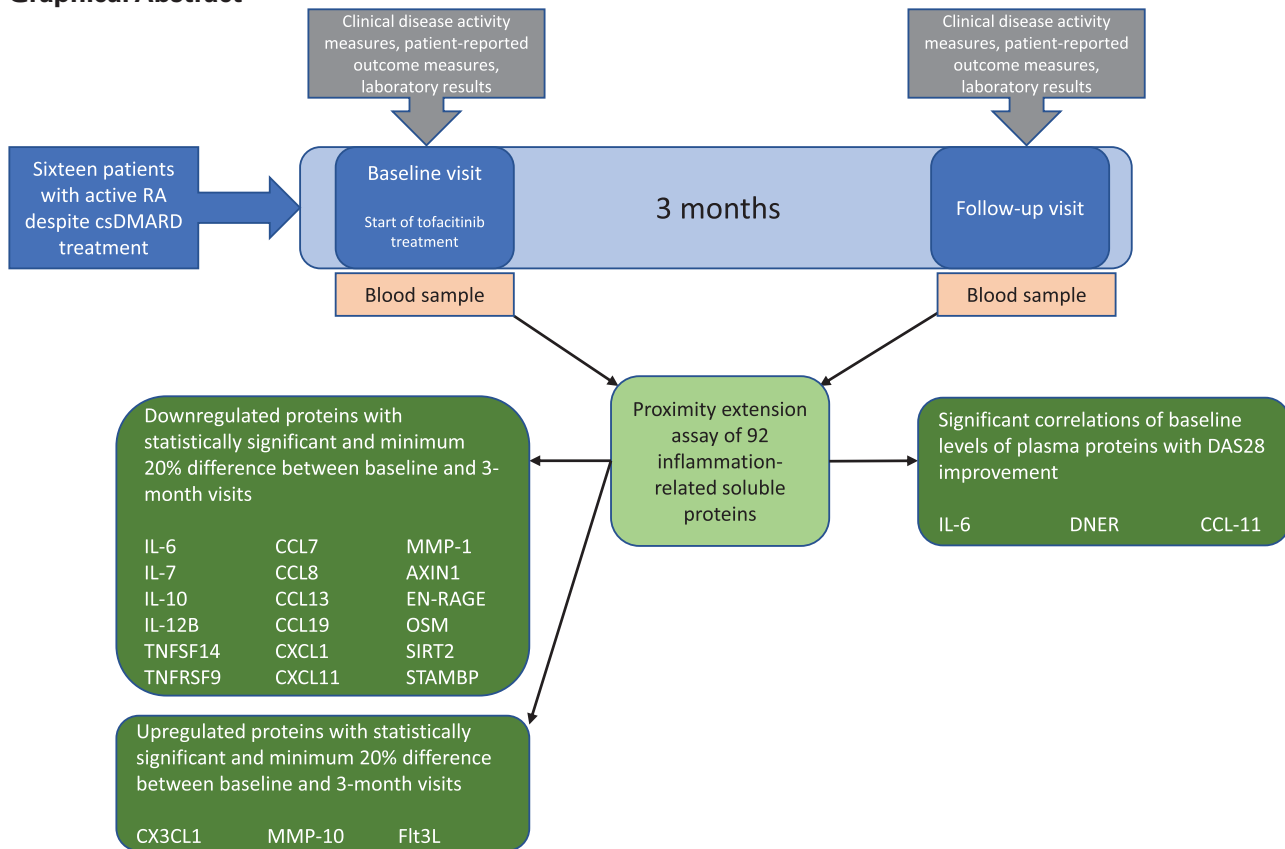 Graphical Abstract
Clinical disease activity
measures, patient-reported
outcome measures,
laboratory results
Clinical disease activity
measures, patient-reported
outcome measures,
laboratory results
Sixteen patients
with active RA
despite csDMARD
treatment
Baseline visit
Start of tofacitinib
treatment
3 months
Follow-up visit
Blood sample
Blood sample
Proximity extension
assay of 92
inflammation-
related soluble
proteins
Downregulated proteins with
statistically significant and minimum
20% difference between baseline and 3-
month visits
IL-6 CCL7 MMP-1
IL-7 CCL8 AXIN1
IL-10 CCL13 EN-RAGE
IL-12B CCL19 OSM
TNFSF14 CXCL1 SIRT2
TNFRSF9 CXCL11 STAMBP
Significant correlations of baseline
levels of plasma proteins with DAS28
improvement
IL-6 DNER CCL-11
Upregulated proteins with statistically
significant and minimum 20% difference
between baseline and 3-month visits
CX3CL1 MMP-10 Flt3L